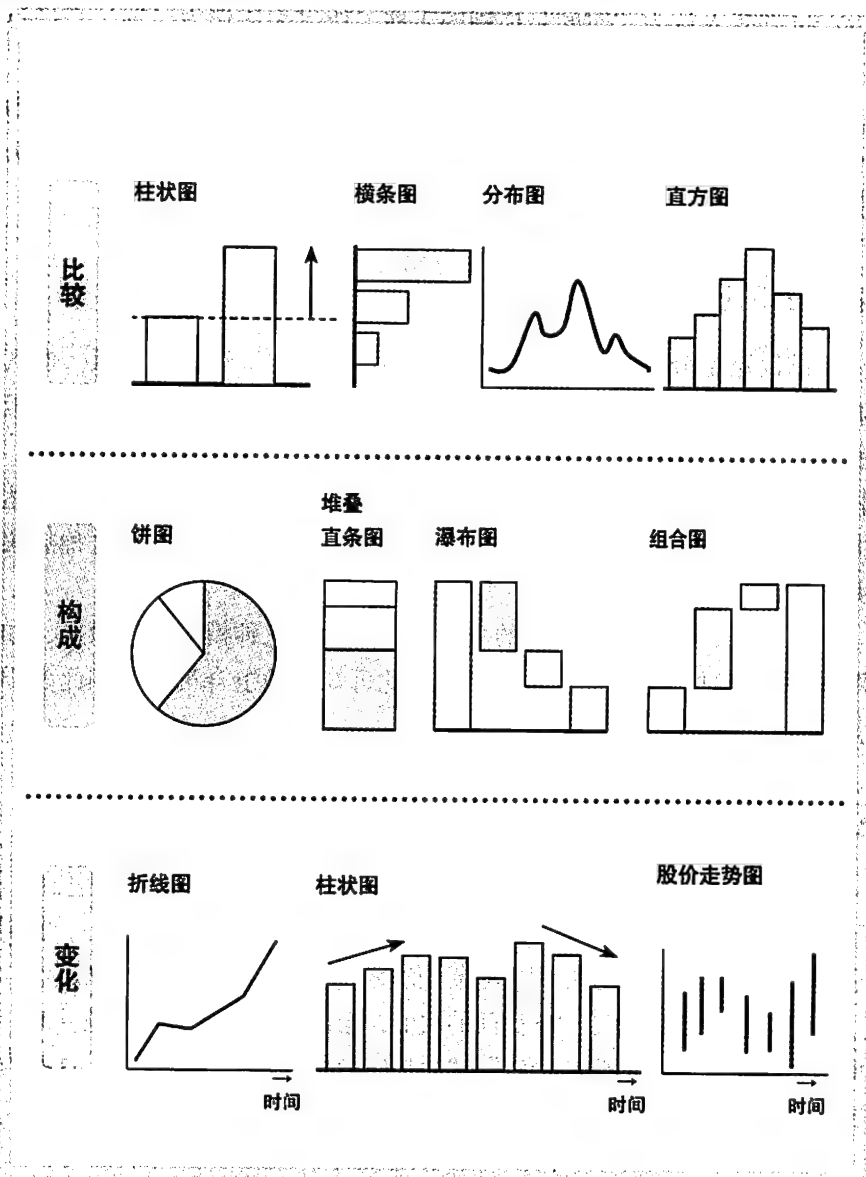 比较
柱状图
横条图
分布图
直方图
构成
饼图
堆叠
直条图
瀑布图
组合图
变化
折线图
柱状图
股价走势图
时间
时间
时间